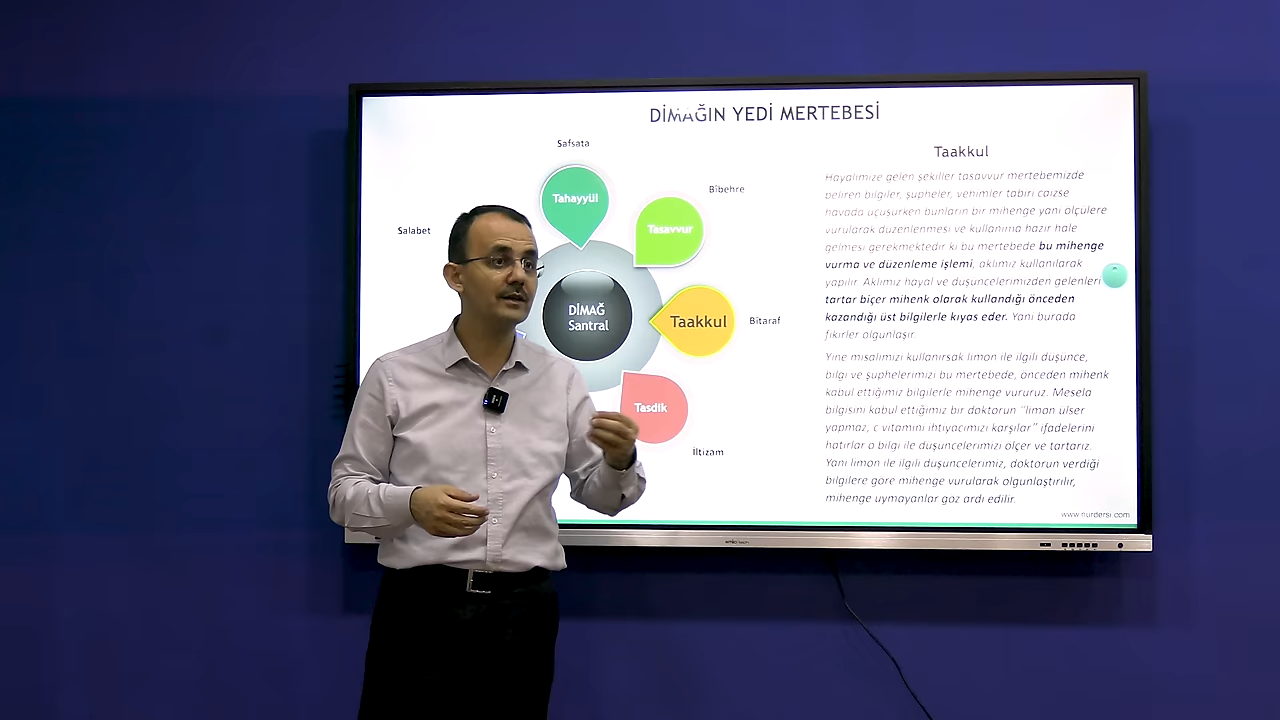 DİMAĞIN YEDİ MERTEBESİ
Safsata
Tahayyül
Bîbehre
Tasavvur
Salabet
DİMAĞ
Santral
Taakkul
Bitaraf
Tasdik
İltizam
Taakkul
Hayalimize gelen şekiller tasavvur mertebemizde
beliren bilgiler, şüpheler, vehimler tabiri caizse
havada uçuşurken bunların bir mihenge yani ölçülere
vurularak düzenlenmesi ve kullanıma hazır hale
gelmesi gerekmektedir ki bu mertebede bu mihenge
vurma ve düzenleme işlemi, aklımız kullanılarak
yapılır. Aklımız hayal ve düşüncelerimizden gelenleri
tartar biçer mihenk olarak kullandığı önceden
kazandığı üst bilgilerle kıyas eder. Yani burada
fikirler olgunlaşır.
Yine misalimizi kullanırsak limon ile ilgili düşünce,
bilgi ve şüphelerimizi bu mertebede, önceden mihenk
kabul ettiğimiz bilgilerle mihenge vururuz. Mesela
bilgisini kabul ettiğimiz bir doktorun "limon ülser
yapmaz, c vitamini ihtiyacımızı karşılar" ifadelerini
hatırlar o bilgi ile düşüncelerimizi ölçer ve tartarız.
Yani limon ile ilgili düşüncelerimiz, doktorun verdiği
bilgilere göre mihenge vurularak olgunlaştırılır,
mihenge uymayanlar göz ardı edilir.
www.nurdersi.com